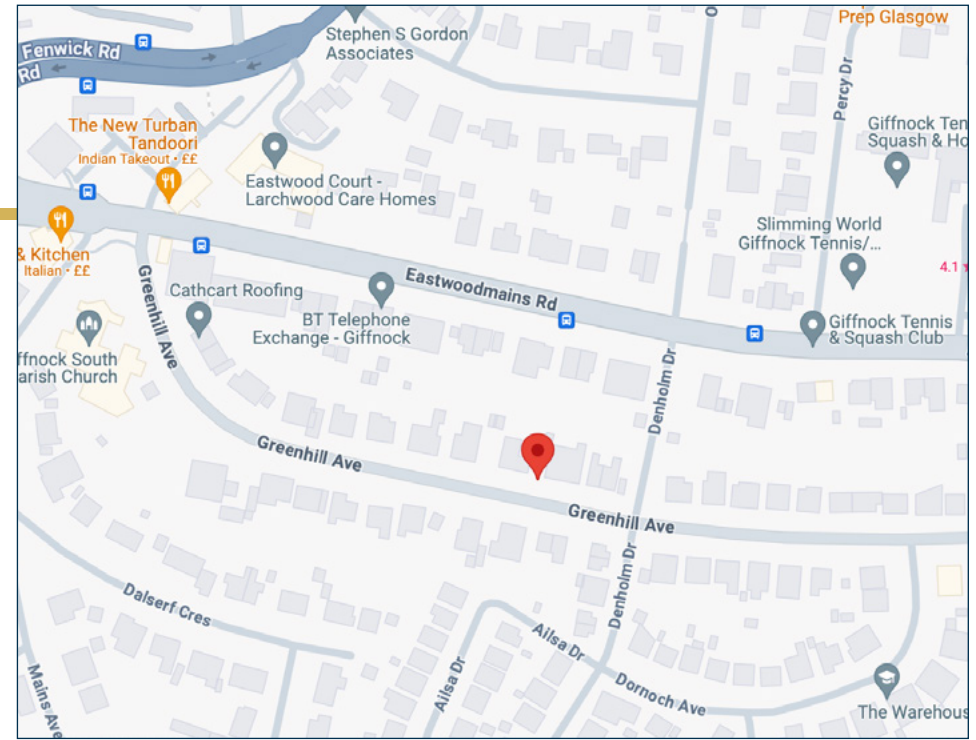 Prep Glasgow
Stephen S Gordon
Associates
Fenwick Rd
Rd
Percy Dr
The New Turban
Tandoori
Indian Takeout • ££
Giffnock Ten
Squash & Ho
Eastwood Court -
Larchwood Care Homes
Slimming World
Giffnock Tennis/...
& Kitchen
Italian • ££
4.1
Greenhill Ave
Cathcart Roofing
Eastwoodmains Rd
BT Telephone
Exchange - Giffnock
Giffnock Tennis
& Squash Club
ffnock South
arish Church
Denholm Dr
Greenhill Ave
Greenhill Ave
Denholm Dr
Dalserf Cres
Ailsa Dr
Ailsa Dr
Dornoch Ave
Mains Ave
The Warehous